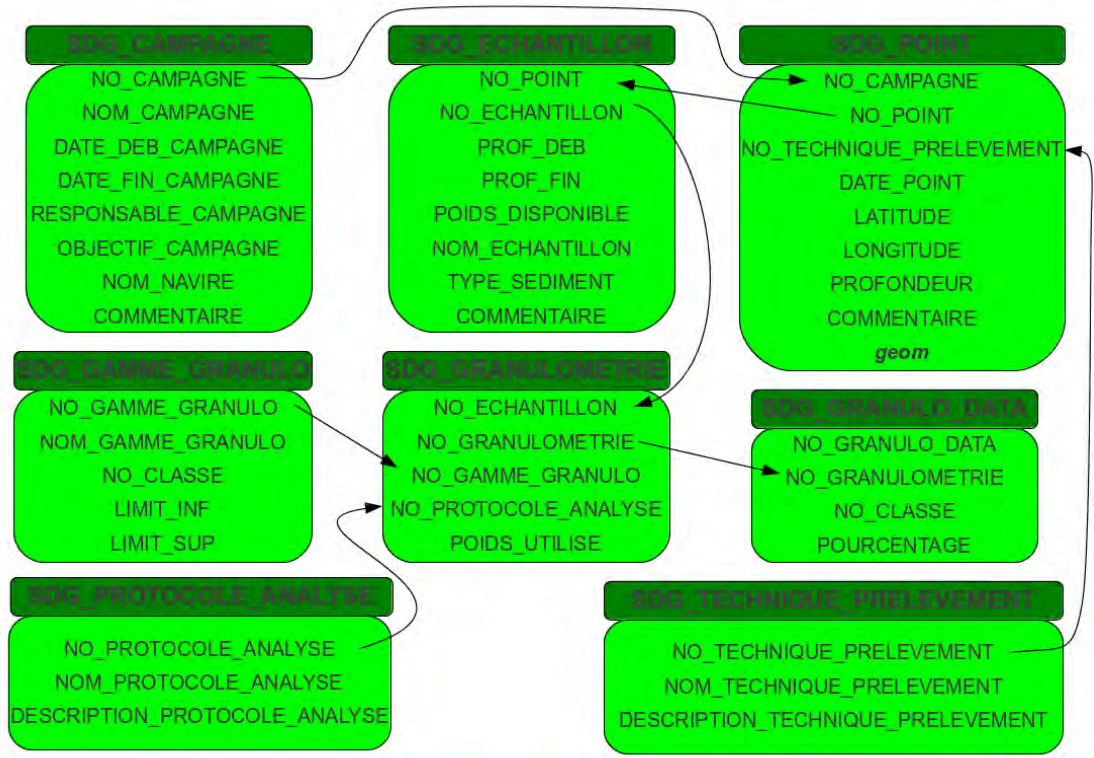 SDG_CAMPAGNE
NO_CAMPAGNE
NOM_CAMPAGNE
DATE_DEB_CAMPAGNE
DATE_FIN_CAMPAGNE
RESPONSABLE_CAMPAGNE
OBJECTIF_CAMPAGNE
NOM_NAVIRE
COMMENTAIRE
SDG_ECHANTILLON
NO_POINT
NO_ECHANTILLON
PROF_DEB
PROF_FIN
POIDS_DISPONIBLE
NOM_ECHANTILLON
TYPE_SEDIMENT
COMMENTAIRE
SDG_POINT
NO_CAMPAGNE
NO_POINT
NO_TECHNIQUE_PRELEVEMENT
DATE_POINT
LATITUDE
LONGITUDE
PROFONDEUR
COMMENTAIRE
geom
SDG_GAMME_GRANULO
NO_GAMME_GRANULO
NOM_GAMME_GRANULO
NO_CLASSE
LIMIT_INF
LIMIT_SUP
SDG_GRANULOMETRIE
NO_ECHANTILLON
NO_GRANULOMETRIE
NO_GAMME_GRANULO
NO_PROTOCOLE_ANALYSE
POIDS_UTILISE
SDG_GRANULO_DATA
NO_GRANULO_DATA
NO_GRANULOMETRIE
NO_CLASSE
POURCENTAGE
SDG_PROTOCOLE_ANALYSE
NO_PROTOCOLE_ANALYSE
NOM_PROTOCOLE_ANALYSE
DESCRIPTION_PROTOCOLE_ANALYSE
SDG_TECHNIQUE_PRELEVEMENT
NO_TECHNIQUE_PRELEVEMENT
NOM_TECHNIQUE_PRELEVEMENT
DESCRIPTION_TECHNIQUE_PRELEVEMENT